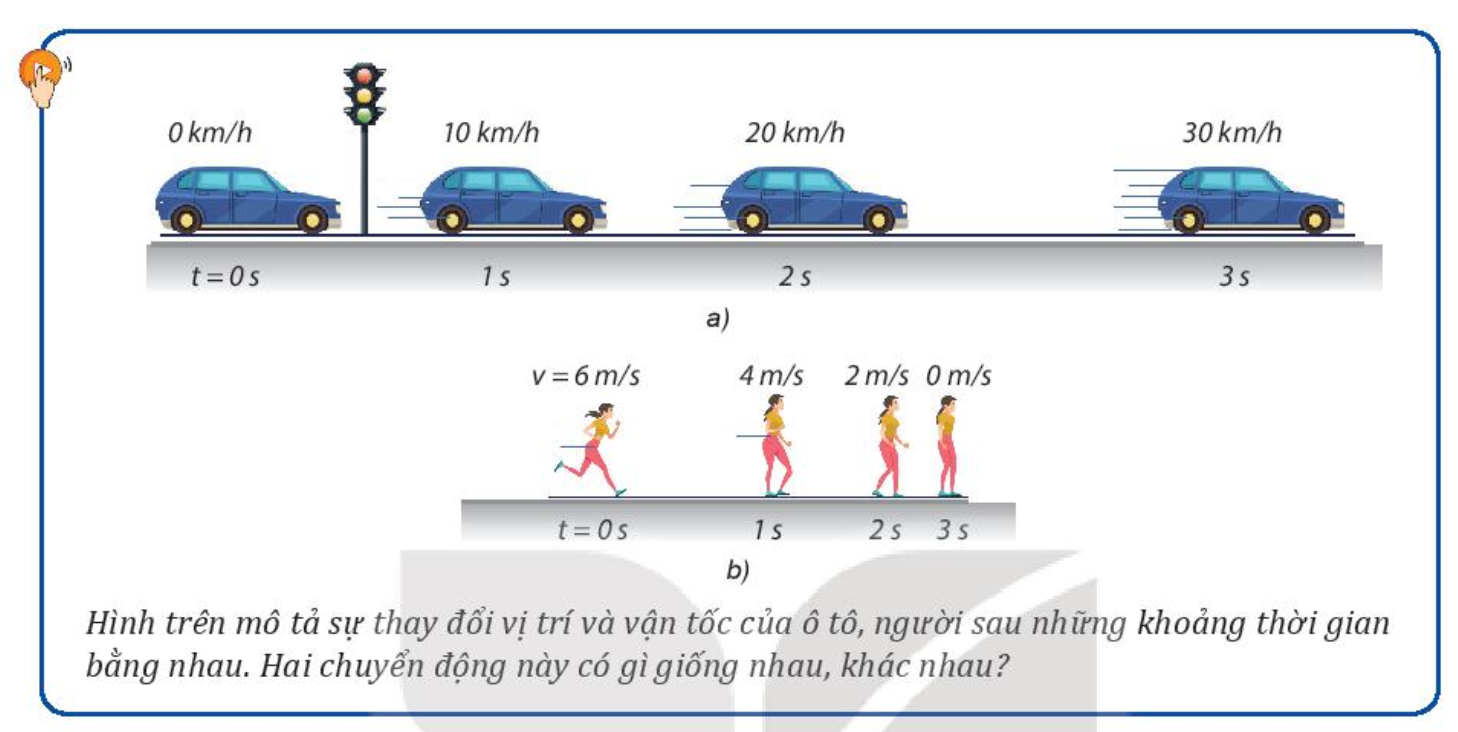 0 km/h 10 km/h 20 km/h 30 km/h
t = 0 s 1 s 2 s 3 s
a)
v = 6 m/s 4 m/s 2 m/s 0 m/s
t = 0 s 1 s 2 s 3 s
b)
Hình trên mô tả sự thay đổi vị trí và vận tốc của ô tô, người sau những khoảng thời gian
bằng nhau. Hai chuyển động này có gì giống nhau, khác nhau?